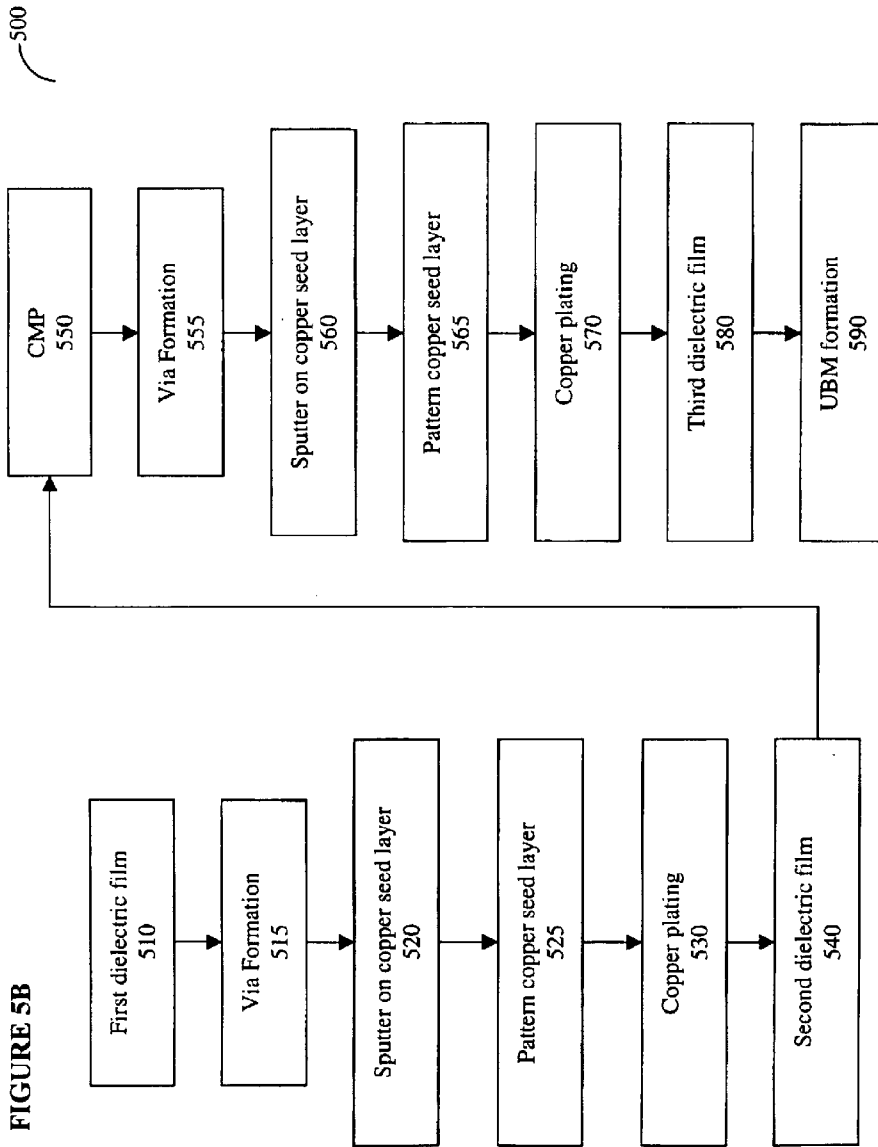 FIGURE 5B
500
First dielectric film
510
Via Formation
515
Sputter on copper seed layer
520
Pattern copper seed layer
525
Copper plating
530
Second dielectric film
540
CMP
550
Via Formation
555
Sputter on copper seed layer
560
Pattern copper seed layer
565
Copper plating
570
Third dielectric film
580
UBM formation
590